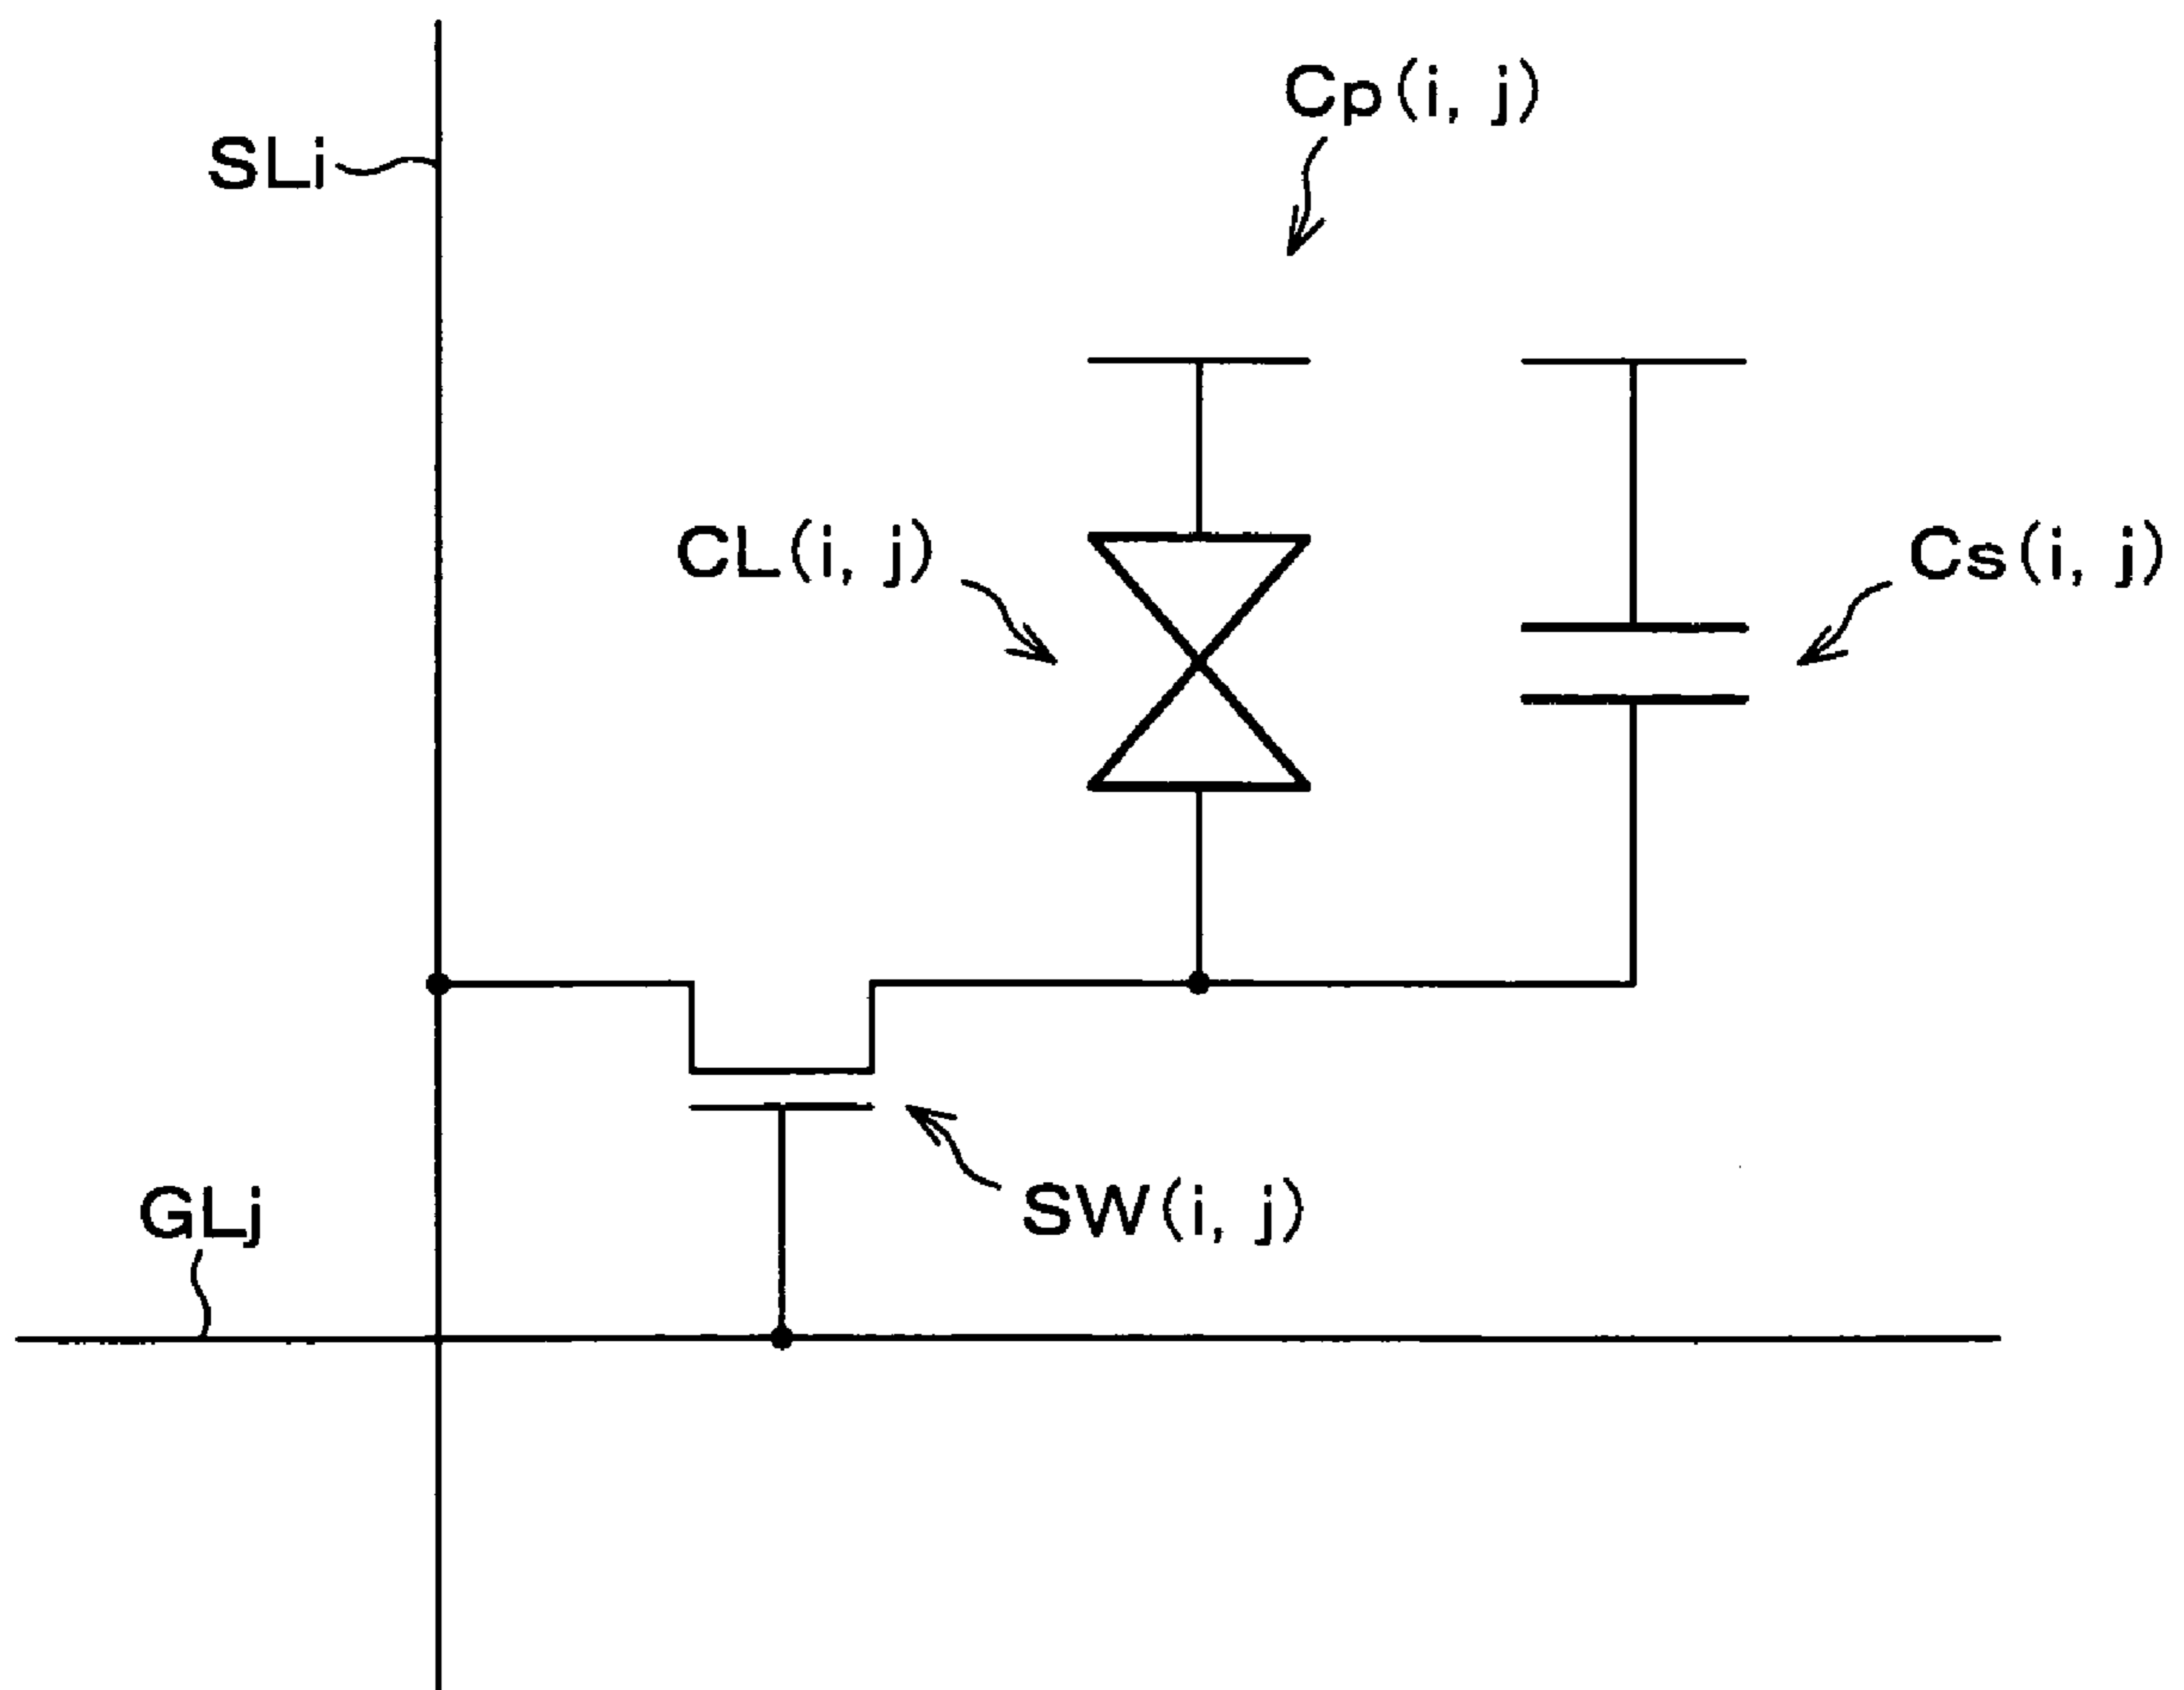 Cp(i, j)
SLi
CL(i, j)
Cs(i, j)
SW(i, j)
GLj